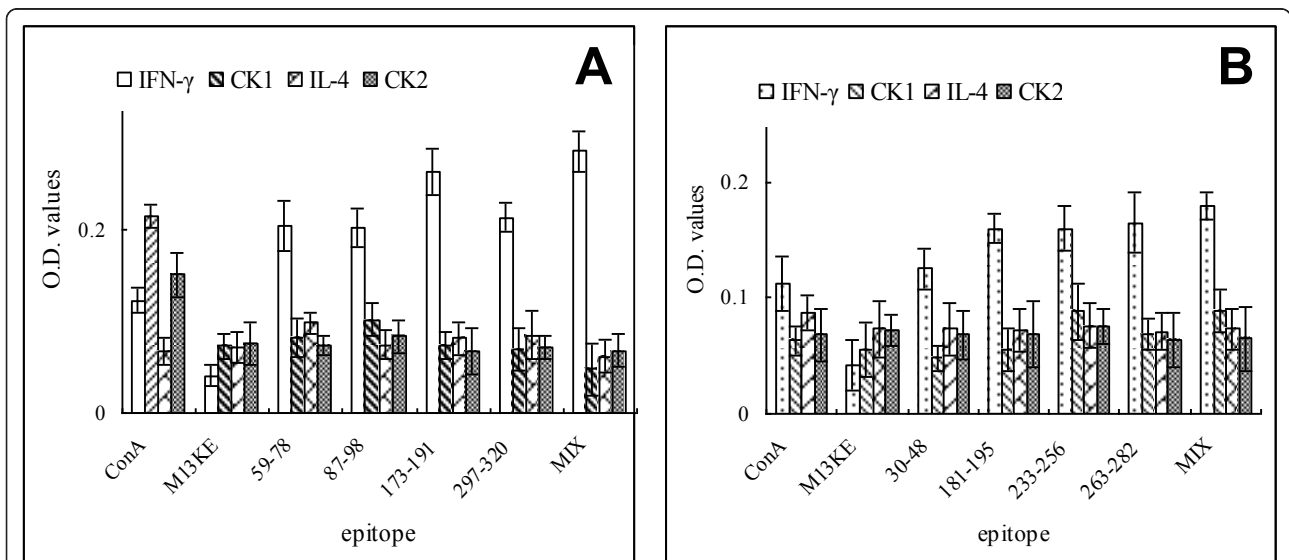 A
IFN-γ CK1 IL-4 CK2
O.D. values
0.2
0
ConA M13KE 59-78 87-98 173-191 297-320 MIX
epitope
B
IFN-γ CK1 IL-4 CK2
O.D. values
0.2
0.1
0
ConA M13KE 30-48 181-195 233-256 263-282 MIX
epitope